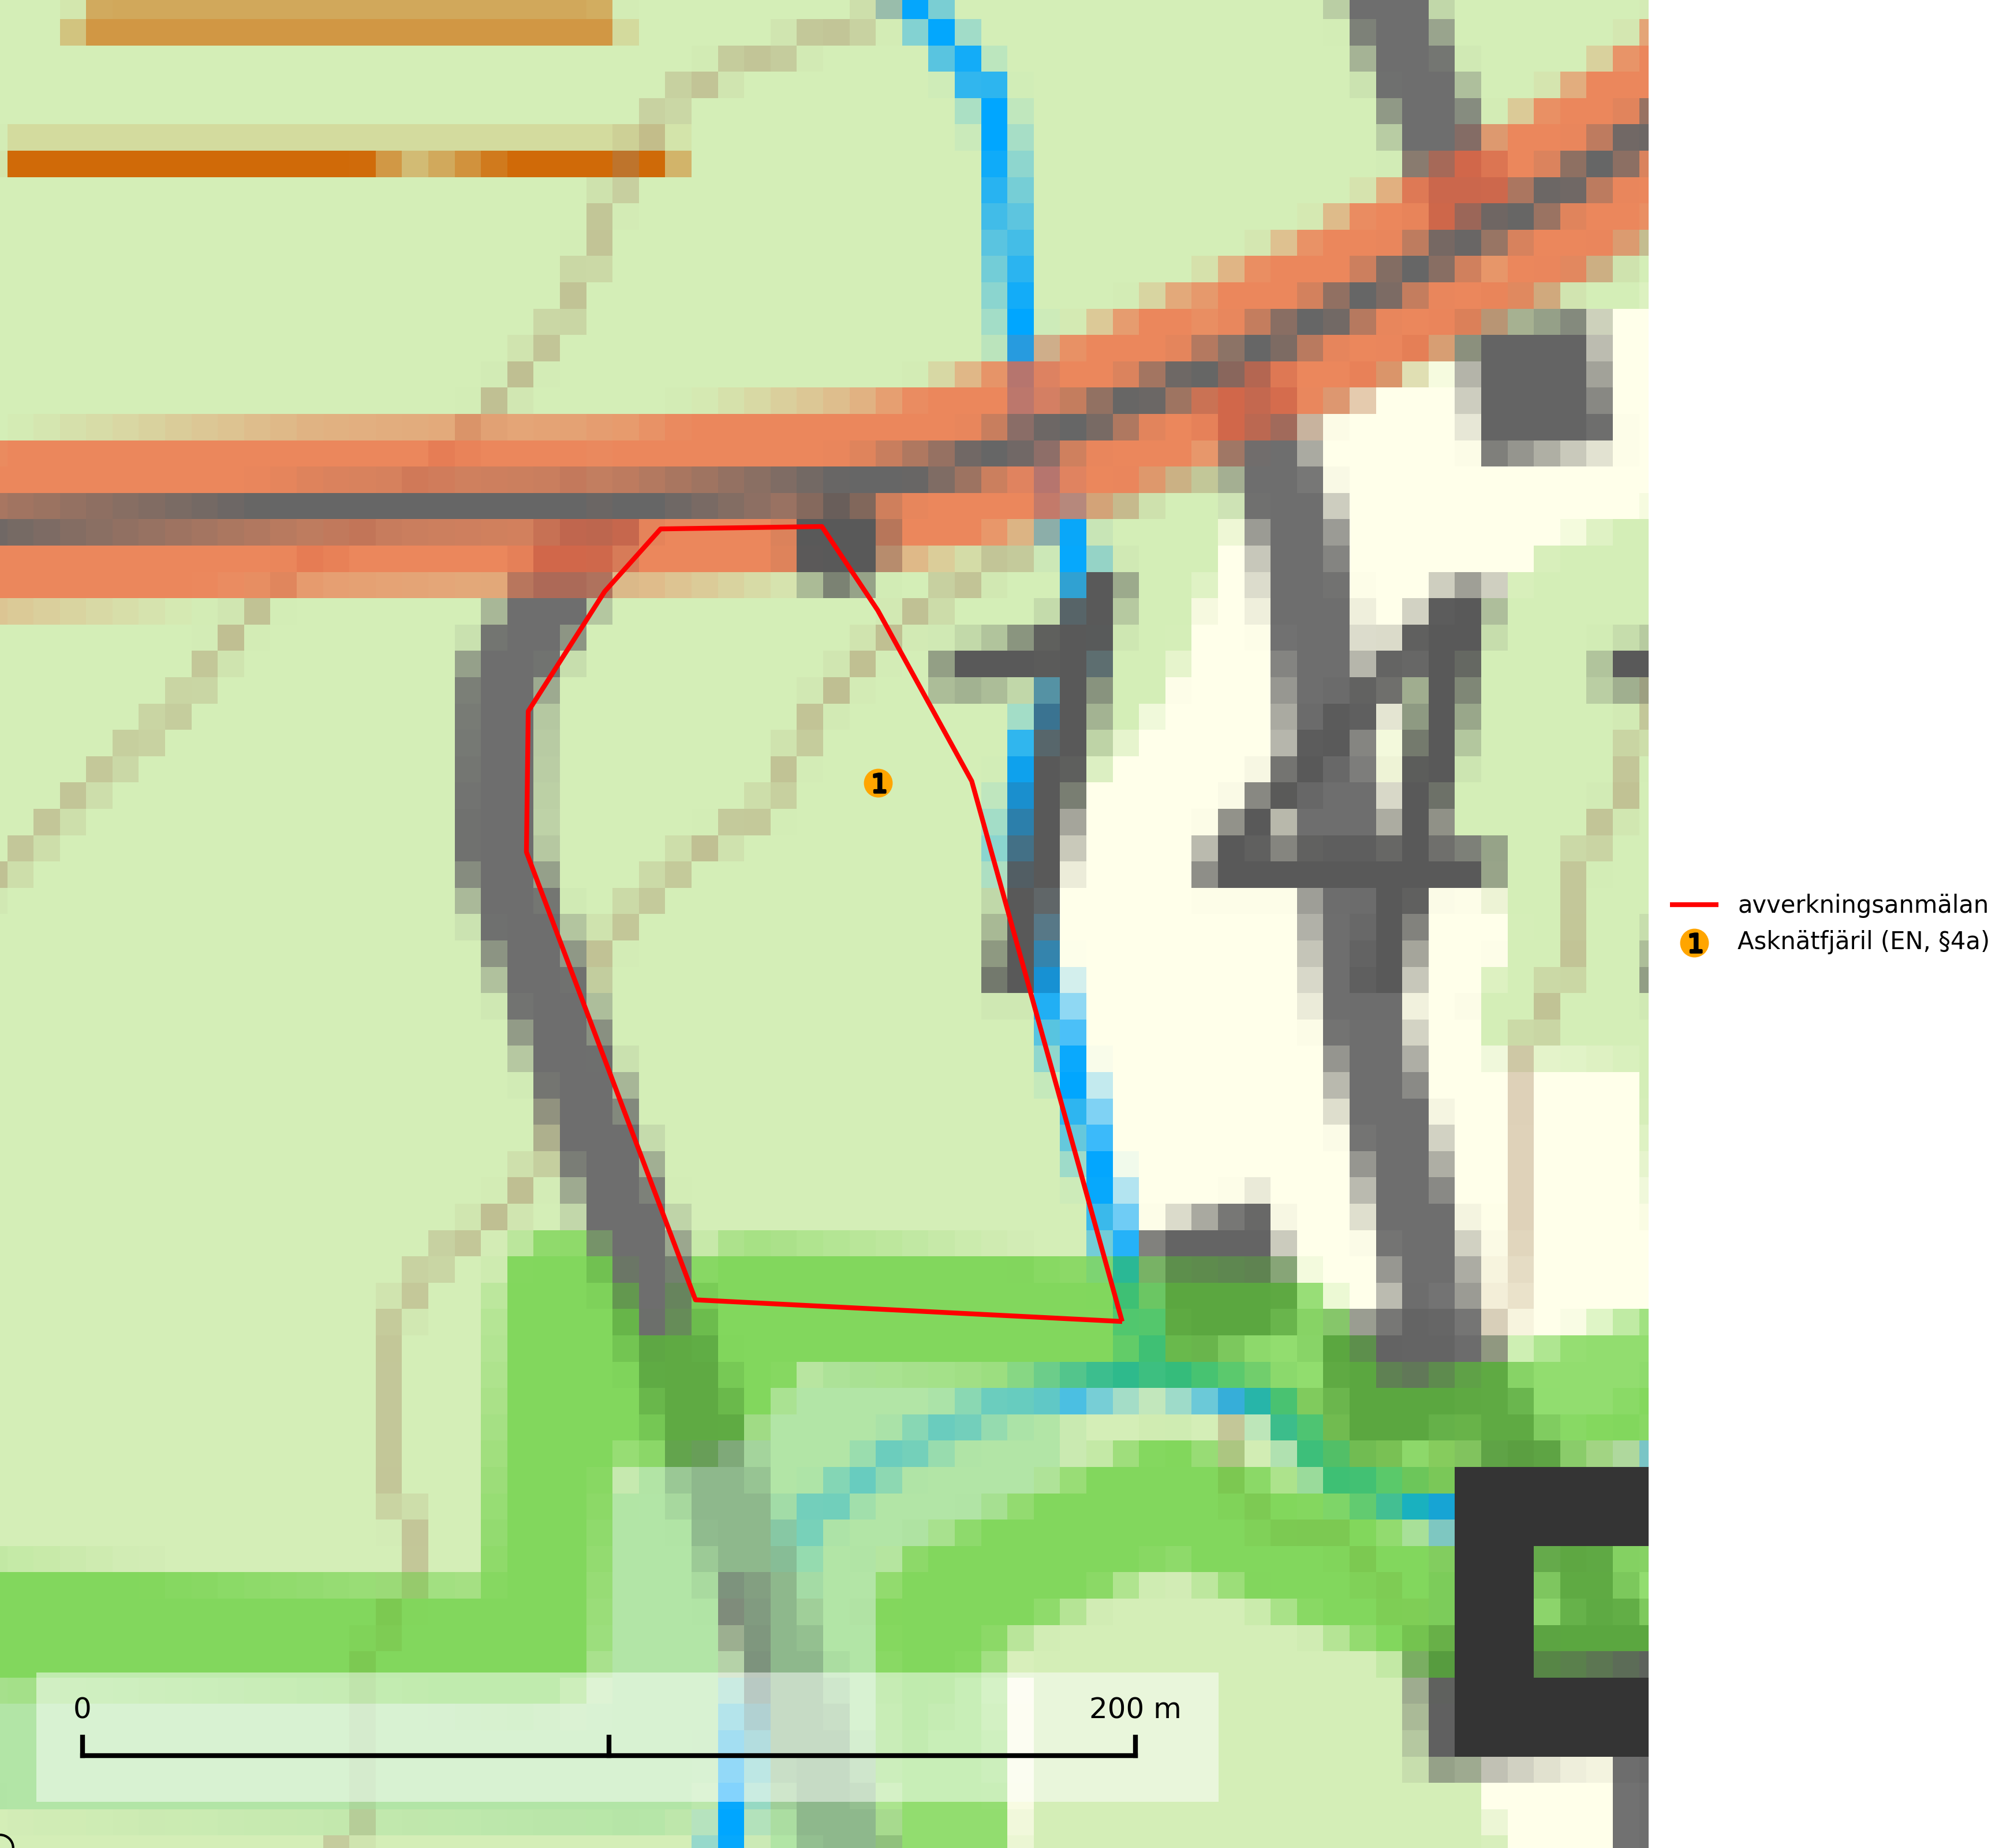 1
1 avverkningsanmälan
Asknätfjäril (EN, §4a)
0 200 m